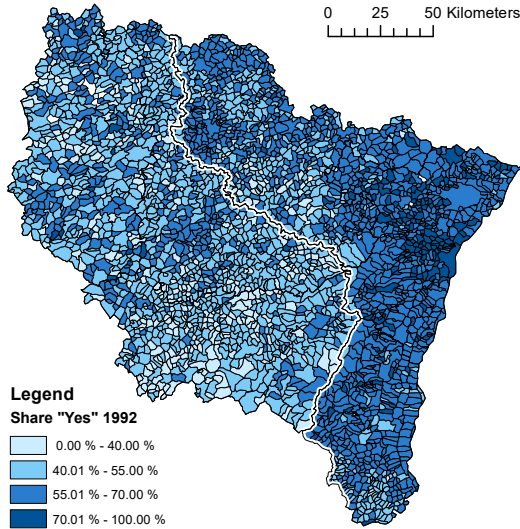 0 25 50 Kilometers
Legend
Share "Yes" 1992
0.00 % - 40.00 %
40.01 % - 55.00 %
55.01 % - 70.00 %
70.01 % - 100.00 %